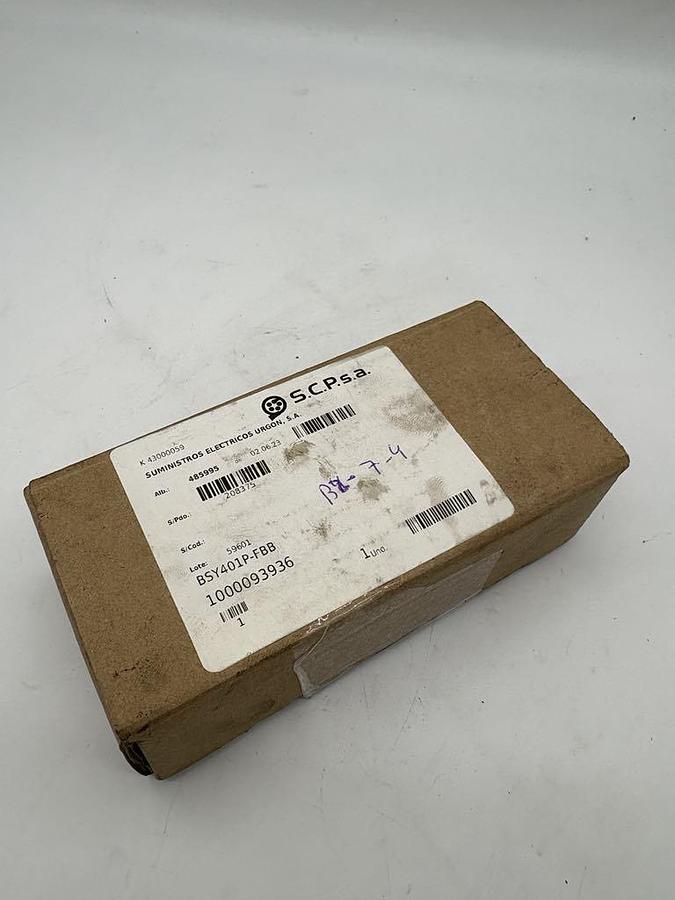 S.C.P.s.a.
K 43000059
SUMINISTROS ELECTRICOS URGON, S.A.
Alb.: 485995 de 02.06.23
S/Pdo.: 208375
S/Cod.: 59601
Lote: BSY401P-FBB
1000093936
1 Uno.
1
-7-4